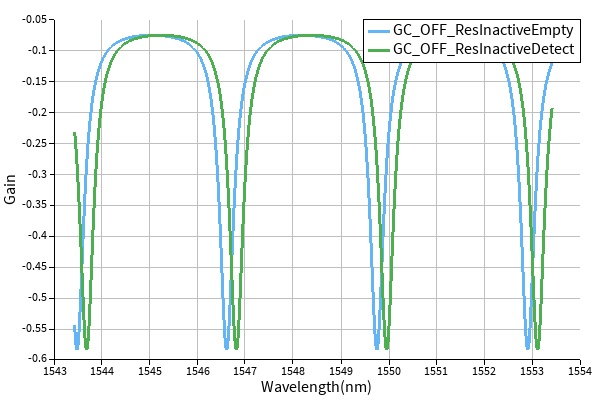 -0.05
GC_OFF_ResInactiveEmpty
GC_OFF_ResInactiveDetect
-0.1
-0.15
-0.2
-0.25
-0.3
-0.35
-0.4
-0.45
-0.5
-0.55
-0.6
Gain
1543 1544 1545 1546 1547 1548 1549 1550 1551 1552 1553 1554
Wavelength(nm)